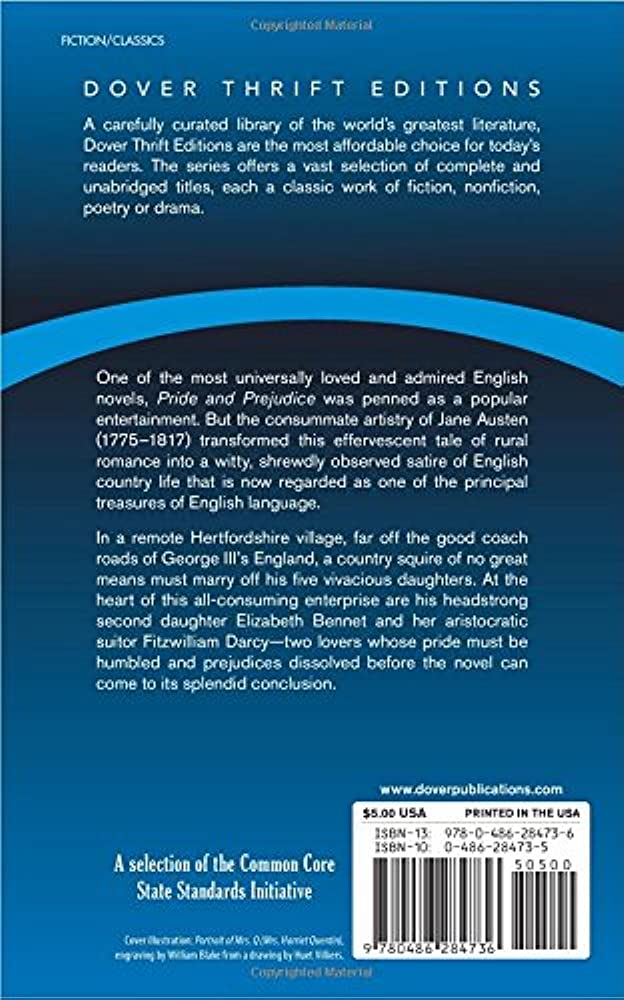 Copyrighted Material
FICTION/CLASSICS
DOVER THRIFT EDITIONS
A carefully curated library of the world's greatest literature,
Dover Thrift Editions are the most affordable choice for today's
readers. The series offers a vast selection of complete and
unabridged titles, each a classic work of fiction, nonfiction,
poetry or drama.
One of the most universally loved and admired English
novels, Pride and Prejudice was penned as a popular
entertainment. But the consummate artistry of Jane Austen
(1775–1817) transformed this effervescent tale of rural
romance into a witty, shrewdly observed satire of English
country life that is now regarded as one of the principal
treasures of English language.
In a remote Hertfordshire village, far off the good coach
roads of George III's England, a country squire of no great
means must marry off his five vivacious daughters. At the
heart of this all-consuming enterprise are his headstrong
second daughter Elizabeth Bennet and her aristocratic
suitor Fitzwilliam Darcy—two lovers whose pride must be
humbled and prejudices dissolved before the novel can
come to its splendid conclusion.
www.doverpublications.com
$5.00 USA PRINTED IN THE USA
ISBN-13: 978-0-486-28473-6
ISBN-10: 0-486-28473-5
50500
9 780486 284736
A selection of the Common Core
State Standards Initiative
Cover Illustration: Portrait of Mrs. Q (Mrs. Harriet Quentin),
engraving by William Blake from a drawing by Huet Villiers.
Copyrighted Material